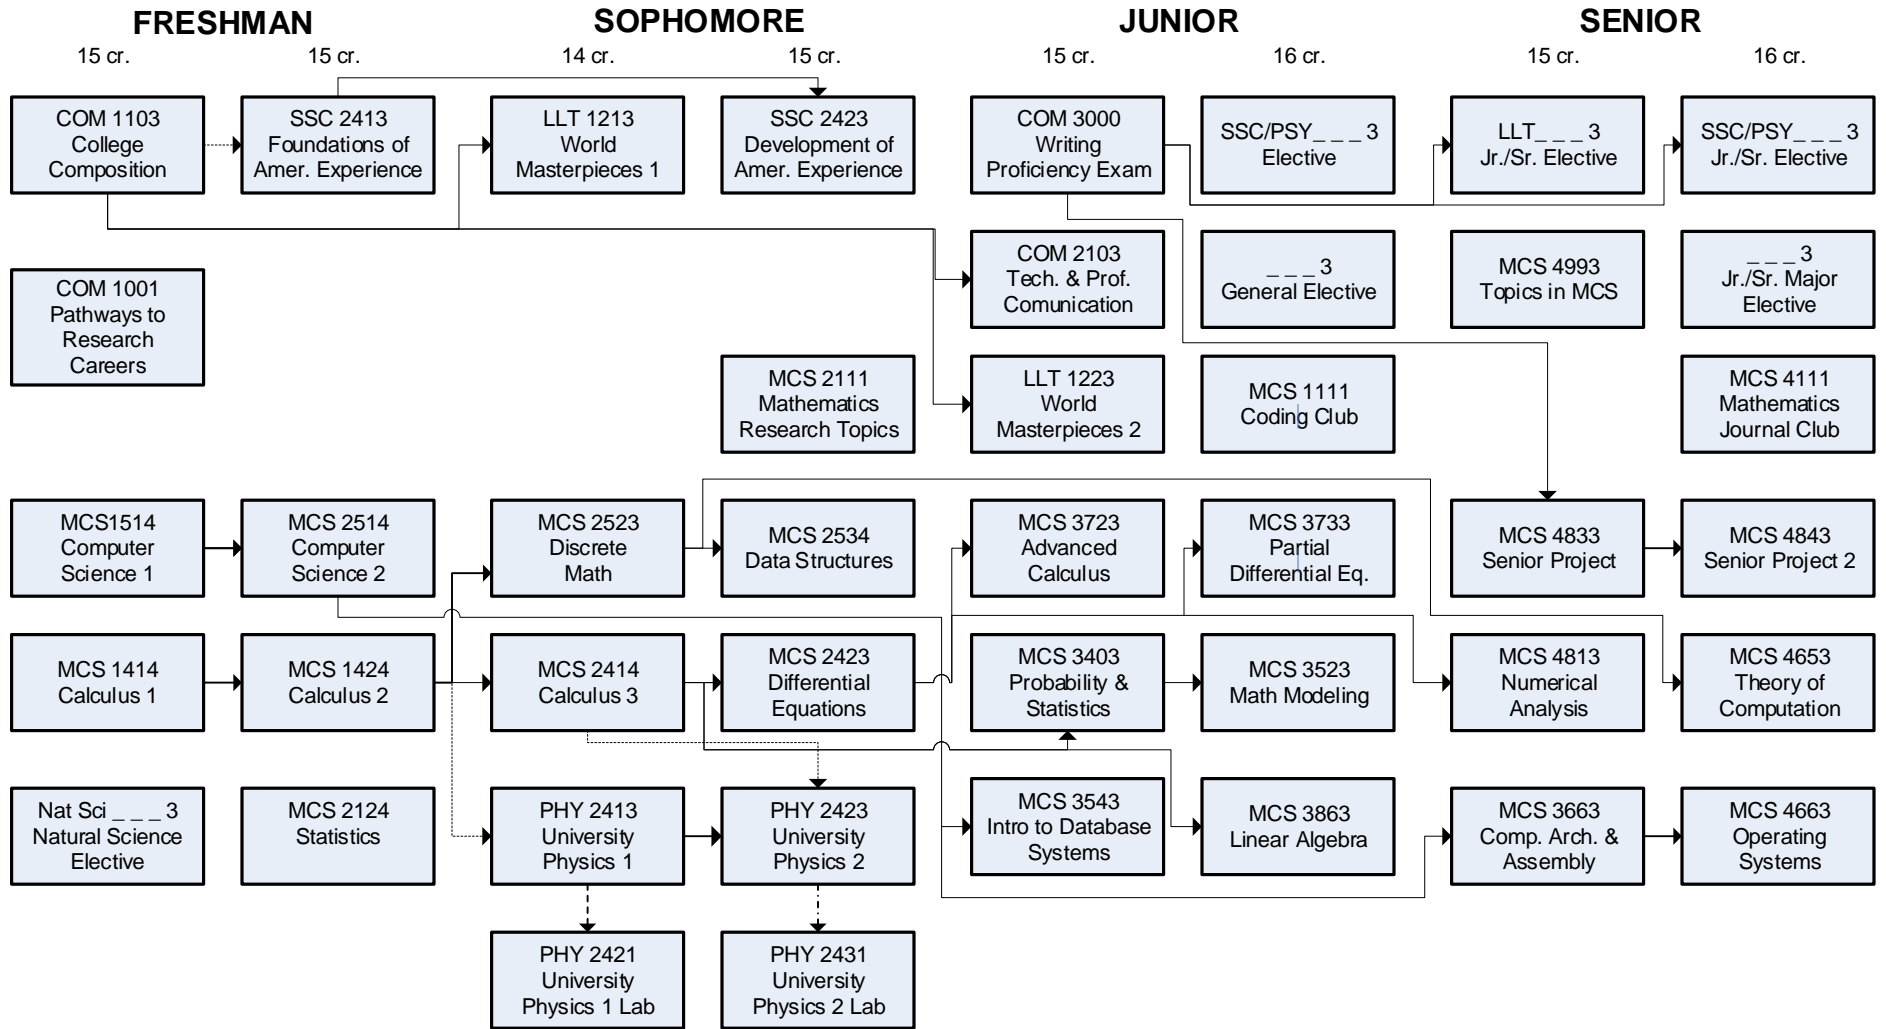 FRESHMAN
SOPHOMORE
JUNIOR
SENIOR
15 cr.
15 cr.
14 cr.
15 cr.
15 cr.
16 cr.
15 cr.
16 cr.
COM 1103
College
Composition
SSC 2413
Foundations of
Amer. Experience
LLT 1213
World
Masterpieces 1
SSC 2423
Development of
Amer. Experience
COM 3000
Writing
Proficiency Exam
SSC/PSY_ _ _ 3
Elective
LLT_ _ _ 3
Jr./Sr. Elective
SSC/PSY_ _ _ 3
Jr./Sr. Elective
COM 1001
Pathways to
Research
Careers
COM 2103
Tech. & Prof.
Comunication
_ _ _ 3
General Elective
MCS 4993
Topics in MCS
_ _ _ 3
Jr./Sr. Major
Elective
MCS 2111
Mathematics
Research Topics
LLT 1223
World
Masterpieces 2
MCS 1111
Coding Club
MCS 4111
Mathematics
Journal Club
MCS1514
Computer
Science 1
MCS 2514
Computer
Science 2
MCS 2523
Discrete
Math
MCS 2534
Data Structures
MCS 3723
Advanced
Calculus
MCS 3733
Partial
Differential Eq.
MCS 4833
Senior Project
MCS 4843
Senior Project 2
MCS 1414
Calculus 1
MCS 1424
Calculus 2
MCS 2414
Calculus 3
MCS 2423
Differential
Equations
MCS 3403
Probability &
Statistics
MCS 3523
Math Modeling
MCS 4813
Numerical
Analysis
MCS 4653
Theory of
Computation
Nat Sci _ _ _ 3
Natural Science
Elective
MCS 2124
Statistics
PHY 2413
University
Physics 1
PHY 2423
University
Physics 2
MCS 3543
Intro to Database
Systems
MCS 3863
Linear Algebra
MCS 3663
Comp. Arch. &
Assembly
MCS 4663
Operating
Systems
PHY 2421
University
Physics 1 Lab
PHY 2431
University
Physics 2 Lab